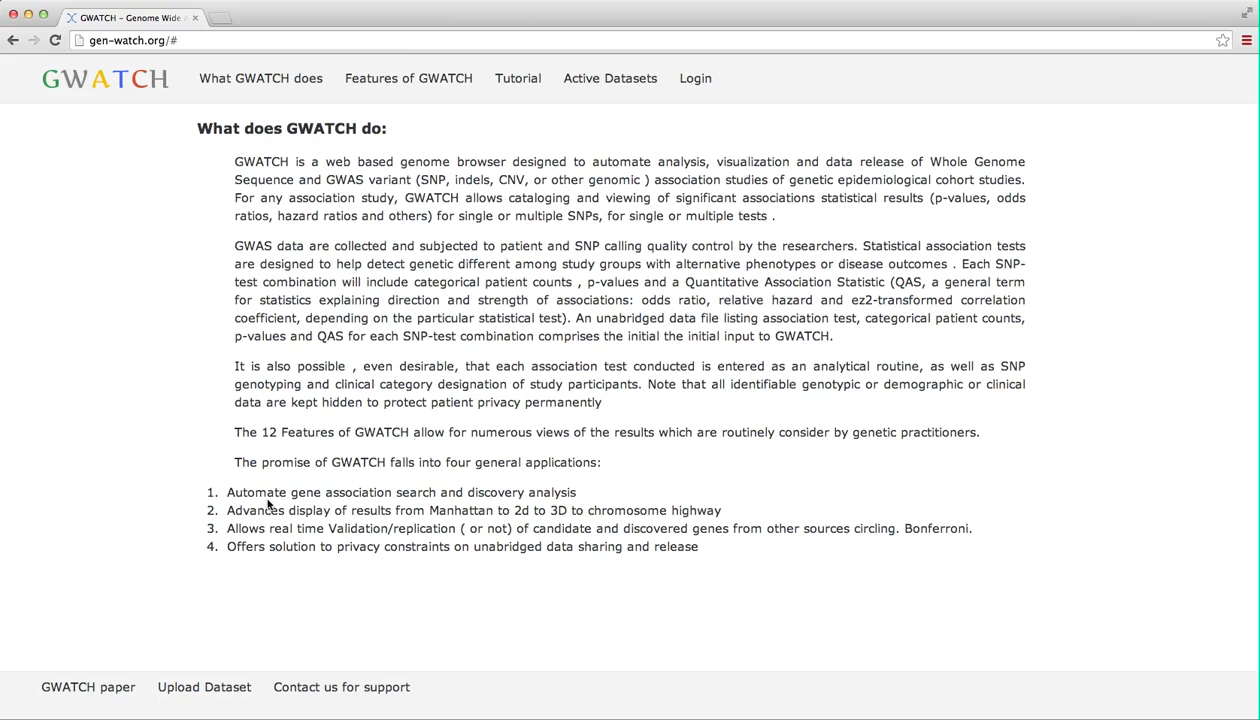 GWATCH - Genome Wide
gen-watch.org/#
GWATCH What GWATCH does Features of GWATCH Tutorial Active Datasets Login
What does GWATCH do:
GWATCH is a web based genome browser designed to automate analysis, visualization and data release of Whole Genome
Sequence and GWAS variant (SNP, indels, CNV, or other genomic ) association studies of genetic epidemiological cohort studies.
For any association study, GWATCH allows cataloging and viewing of significant associations statistical results (p-values, odds
ratios, hazard ratios and others) for single or multiple SNPs, for single or multiple tests .
GWAS data are collected and subjected to patient and SNP calling quality control by the researchers. Statistical association tests
are designed to help detect genetic different among study groups with alternative phenotypes or disease outcomes . Each SNP-
test combination will include categorical patient counts , p-values and a Quantitative Association Statistic (QAS, a general term
for statistics explaining direction and strength of associations: odds ratio, relative hazard and ez2-transformed correlation
coefficient, depending on the particular statistical test). An unabridged data file listing association test, categorical patient counts,
p-values and QAS for each SNP-test combination comprises the initial the initial input to GWATCH.
It is also possible , even desirable, that each association test conducted is entered as an analytical routine, as well as SNP
genotyping and clinical category designation of study participants. Note that all identifiable genotypic or demographic or clinical
data are kept hidden to protect patient privacy permanently
The 12 Features of GWATCH allow for numerous views of the results which are routinely consider by genetic practitioners.
The promise of GWATCH falls into four general applications:
1. Automate gene association search and discovery analysis
2. Advances display of results from Manhattan to 2d to 3D to chromosome highway
3. Allows real time Validation/replication ( or not) of candidate and discovered genes from other sources circling. Bonferroni.
4. Offers solution to privacy constraints on unabridged data sharing and release
GWATCH paper Upload Dataset Contact us for support